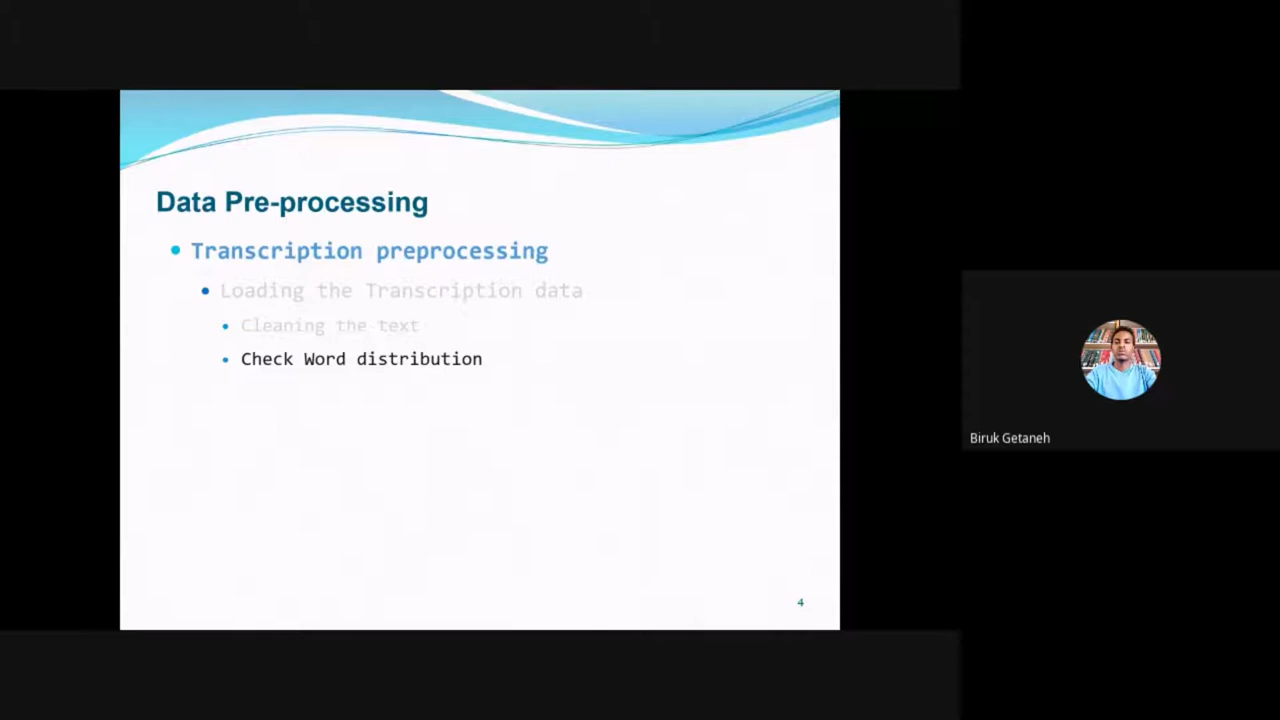 Data Pre-processing
Transcription preprocessing
Loading the Transcription data
Cleaning the text
Check Word distribution
4
Biruk Getaneh